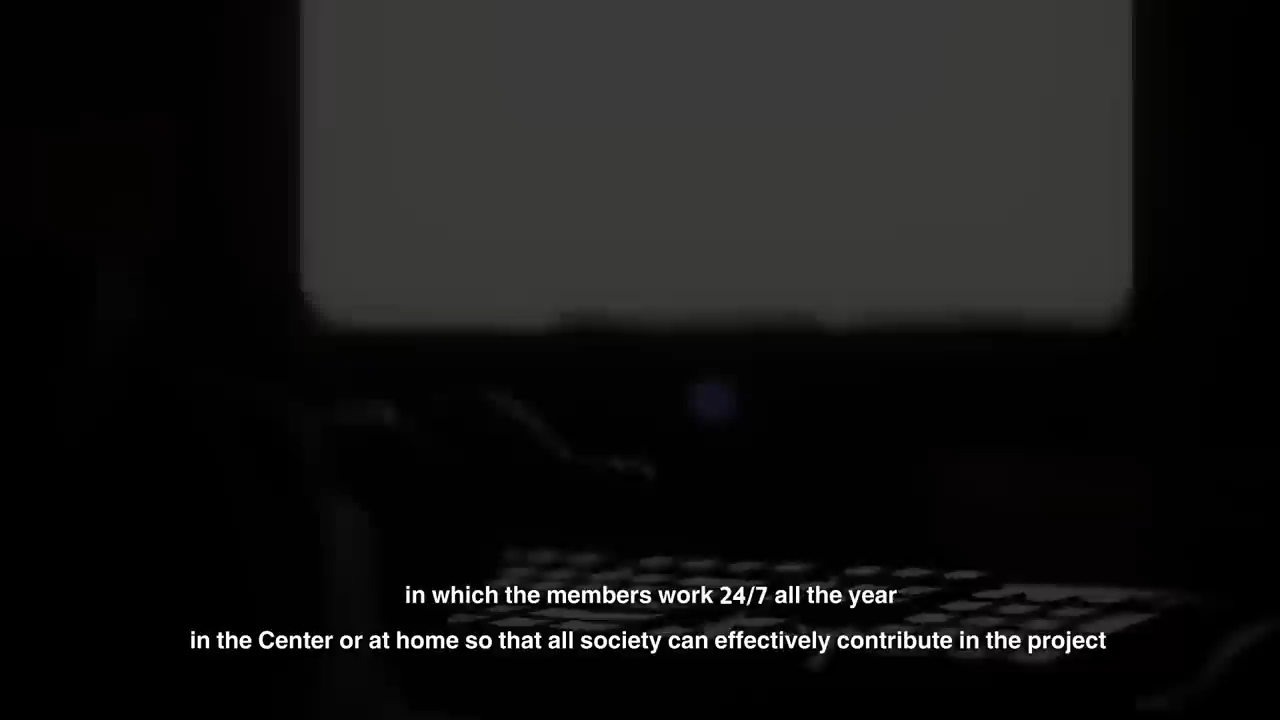 in which the members work 24/7 all the year
in the Center or at home so that all society can effectively contribute in the project